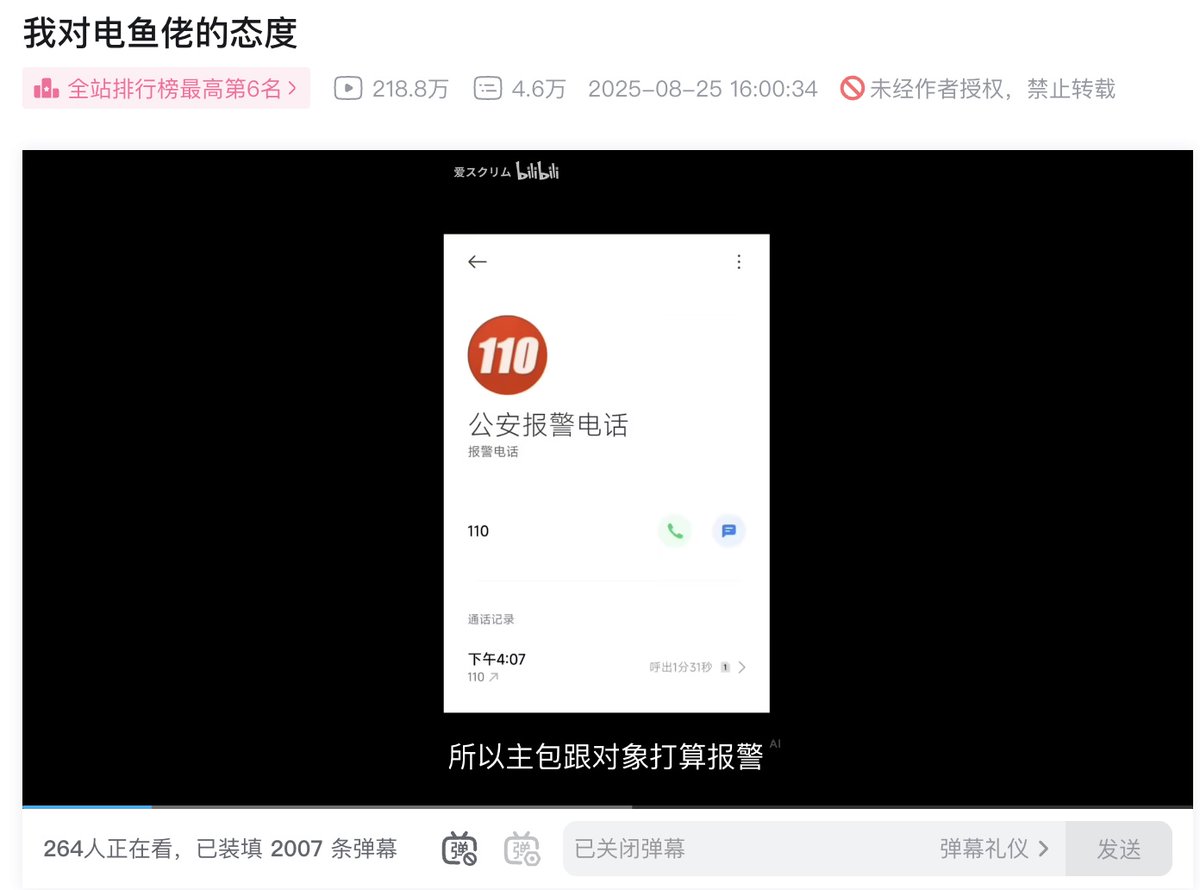 我对电鱼佬的态度
全站排行榜最高第6名 218.8万 4.6万 2025-08-25 16:00:34 未经作者授权，禁止转载
爱スクリム bilibili
110
公安报警电话
报警电话
110
通话记录
下午4:07
110 呼出1分31秒 1
所以主包跟对象打算报警 AI
264人正在看，已装填 2007 条弹幕 弹 弹 已关闭弹幕 弹幕礼仪 发送